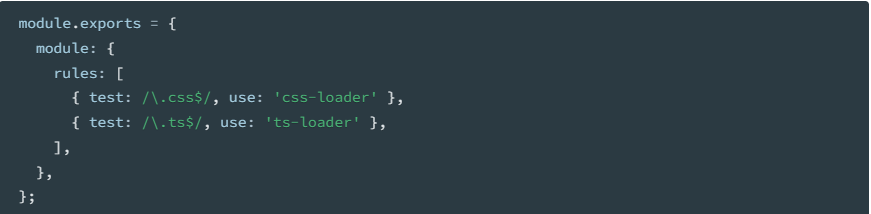 module.exports = {
  module: {
    rules: [
      { test: /\.css$/, use: 'css-loader' },
      { test: /\.ts$/, use: 'ts-loader' },
    ],
  },
};